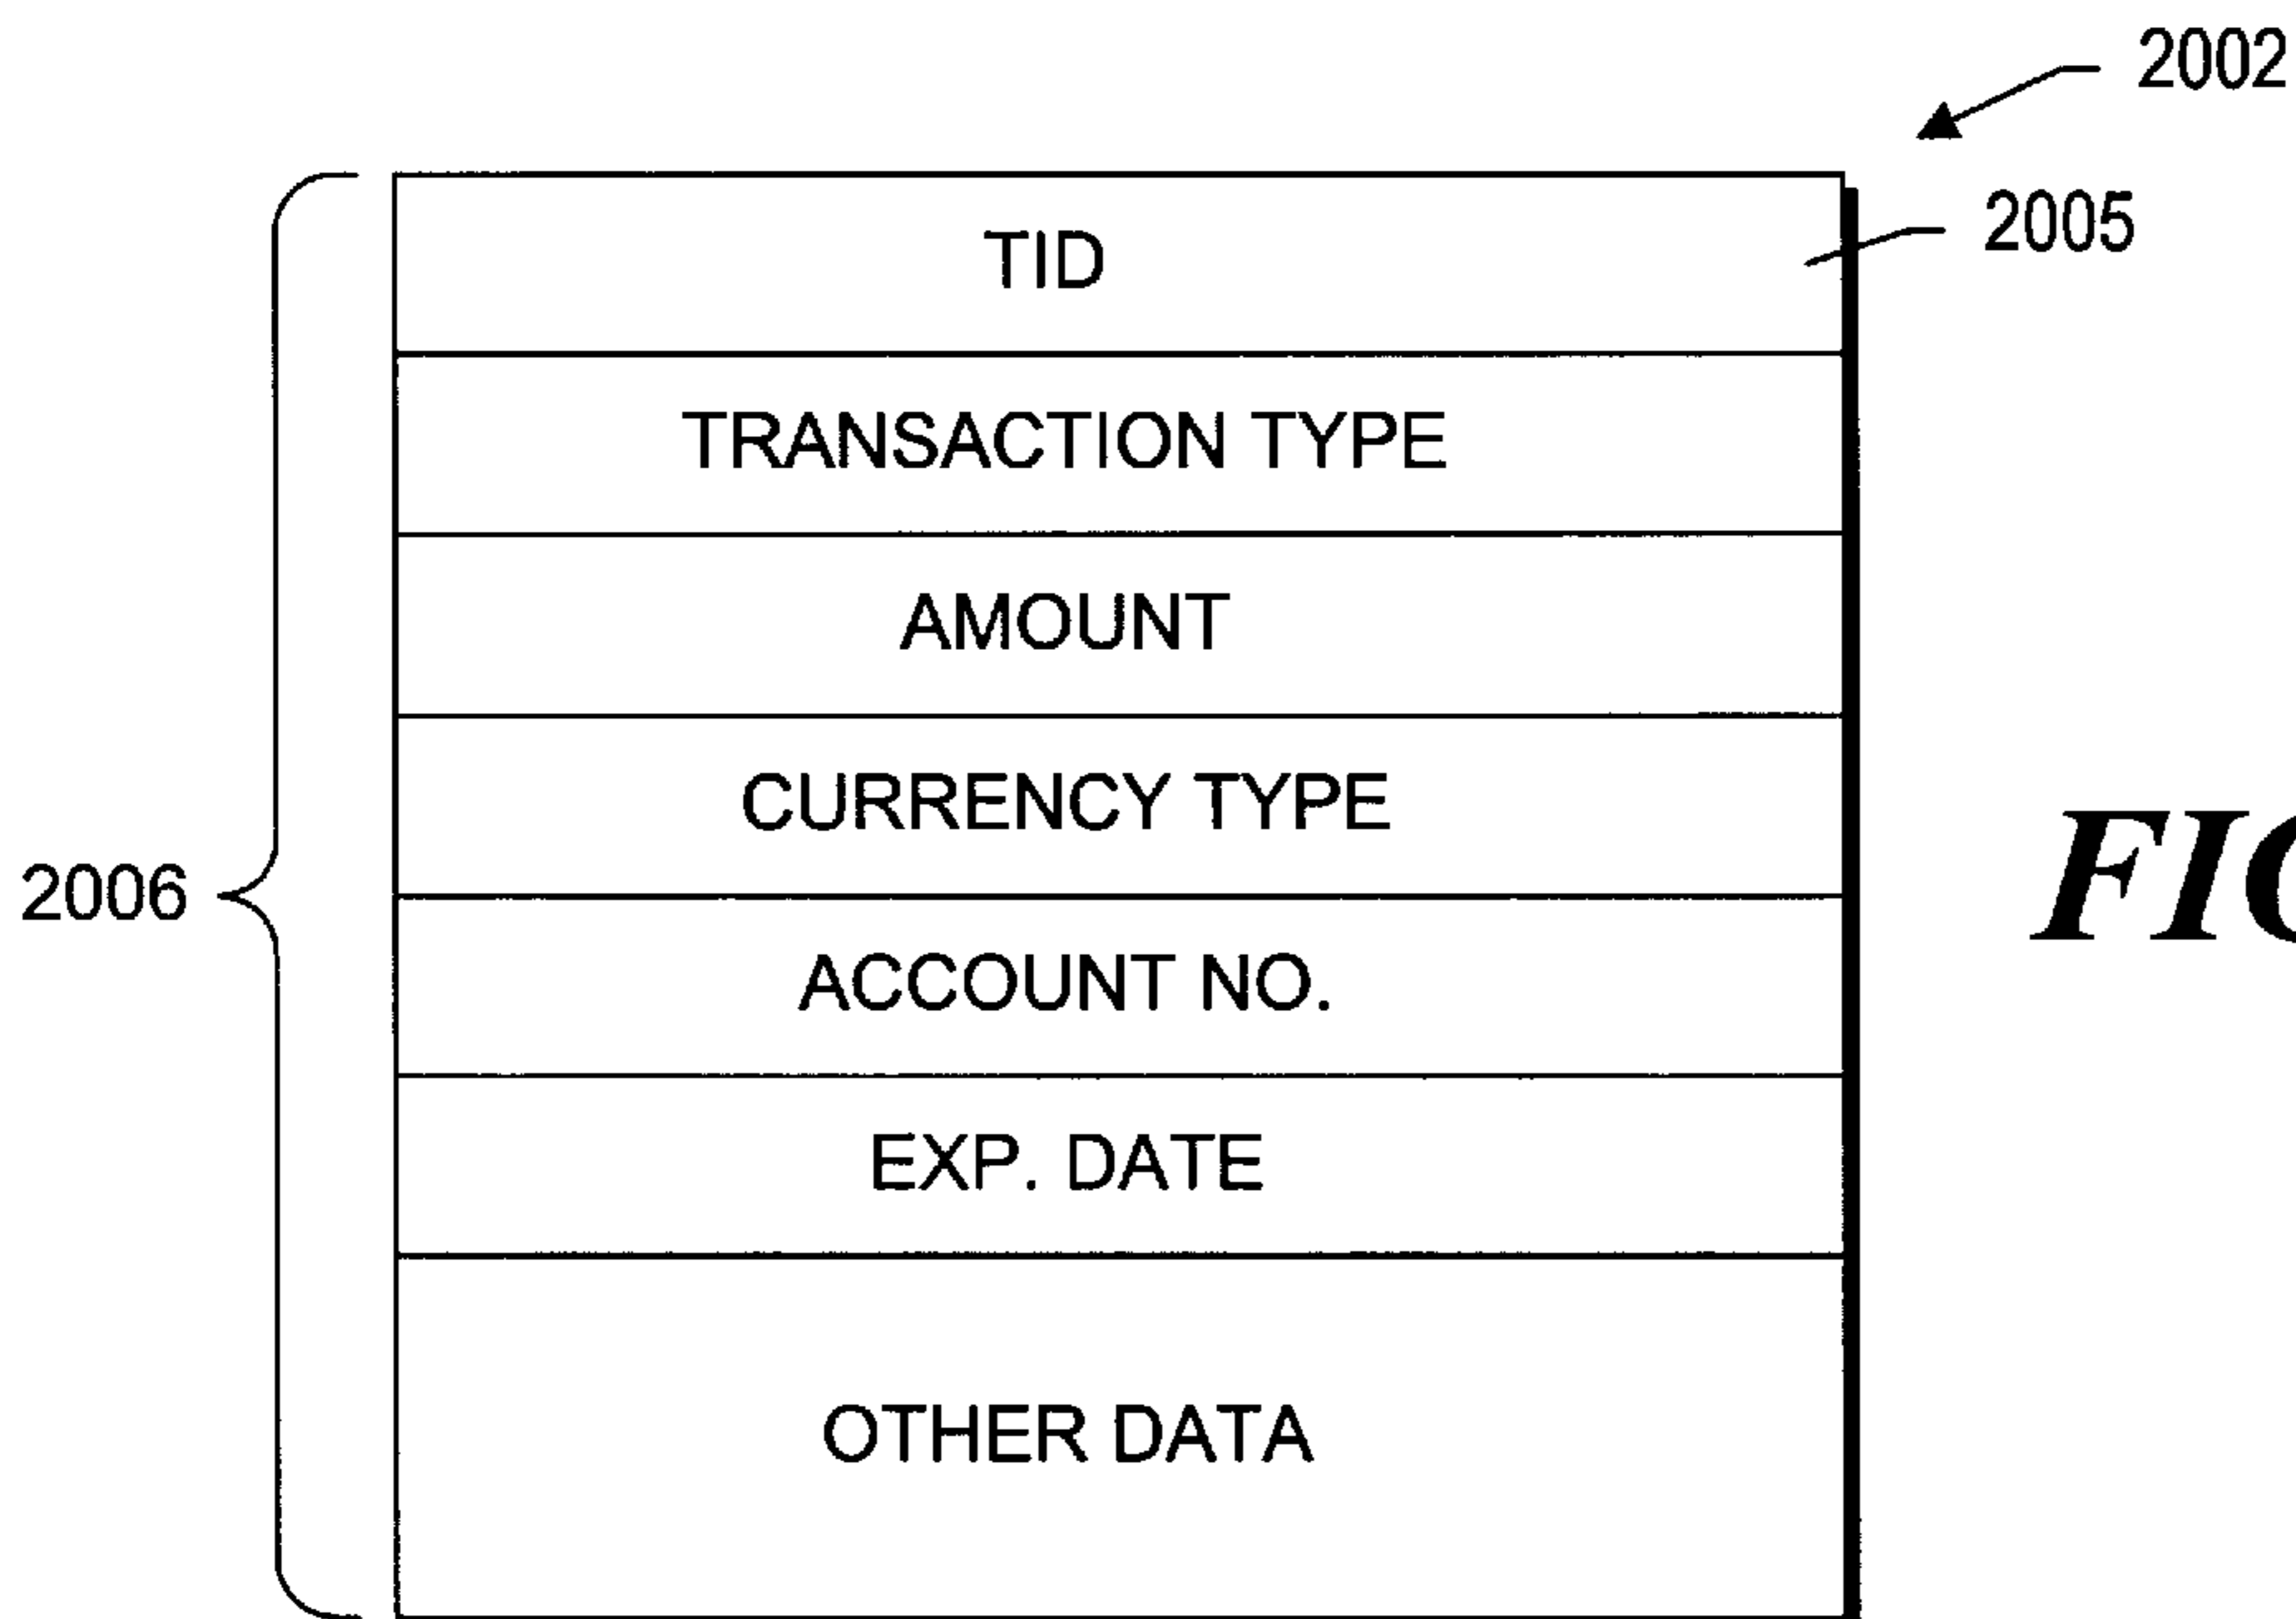 2002
TID
2005
TRANSACTION TYPE
AMOUNT
CURRENCY TYPE
2006
ACCOUNT NO.
EXP. DATE
OTHER DATA